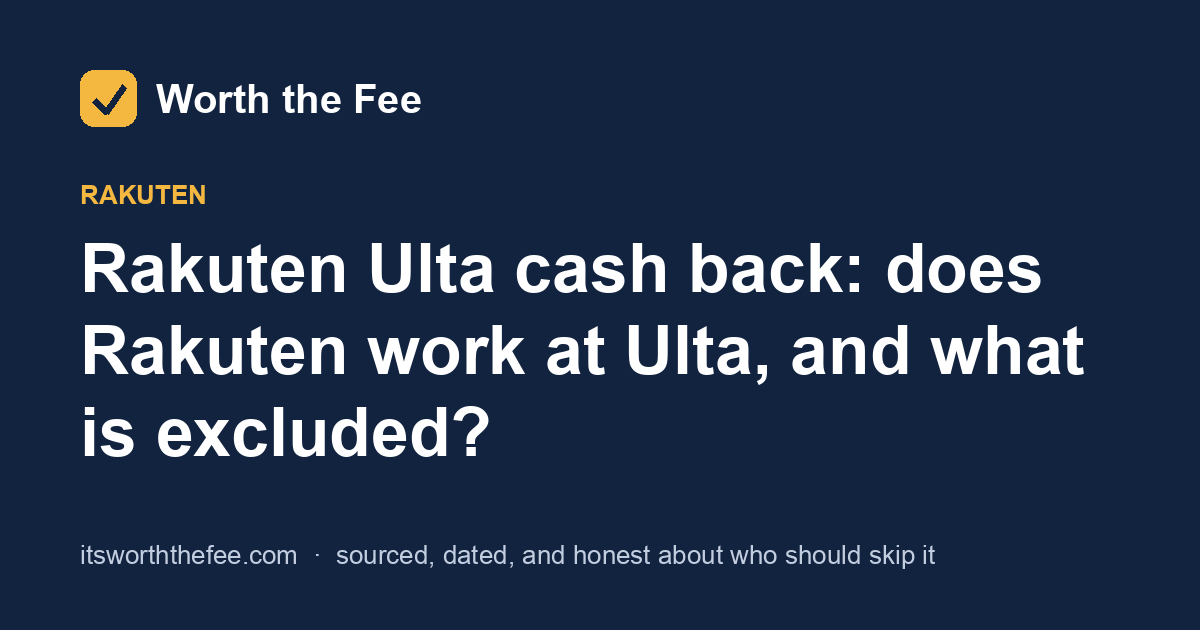 Worth the Fee
RAKUTEN
Rakuten Ulta cash back: does
Rakuten work at Ulta, and what
is excluded?
itsworththefee.com · sourced, dated, and honest about who should skip it